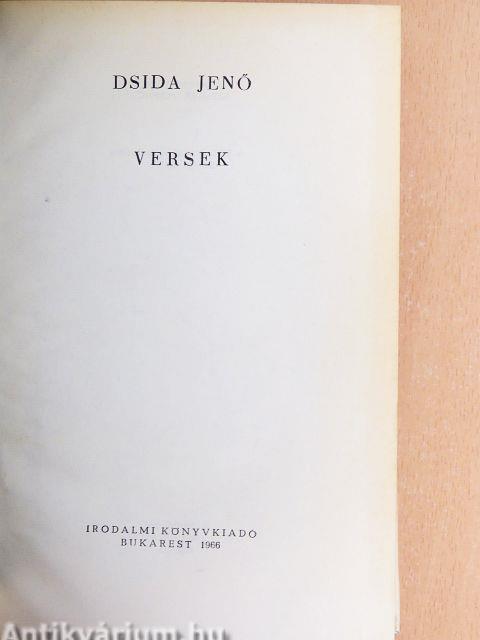 DSIDA JENŐ
VERSEK
IRODALMI KÖNYVKIADÓ
BUKAREST 1966
Antikvárium.hu